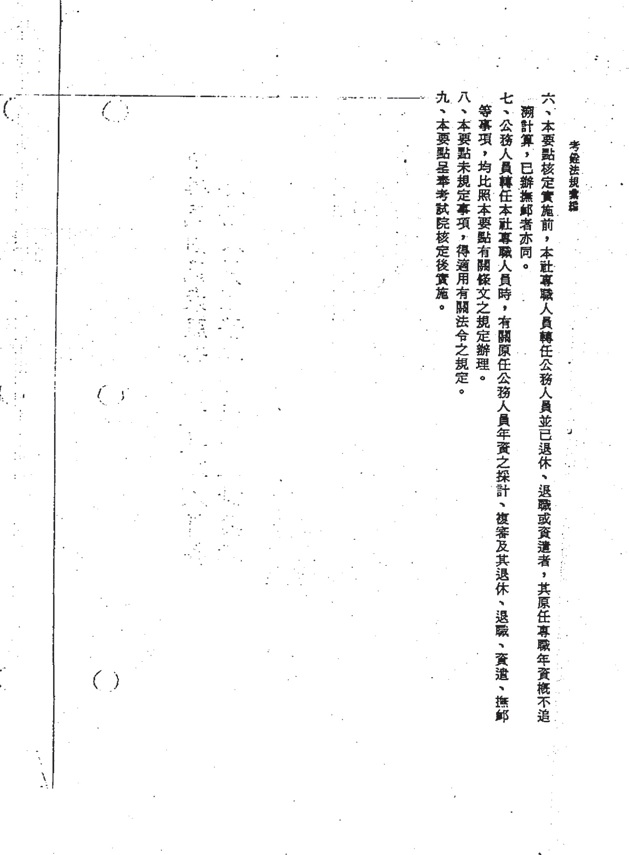 考銓法規彙編
六、本要點核定實施前，本社專職人員轉任公務人員並已退休、退職或資遣者，其原任專職年資概不追
溯計算，已辦撫卹者亦同。
七、公務人員轉任本社專職人員時，有關原任公務人員年資之採計、複審及其退休、退職、資遣、撫卹
等事項，均比照本要點有關條文之規定辦理。
八、本要點未規定事項，得適用有關法令之規定。
九、本要點呈奉考試院核定後實施。